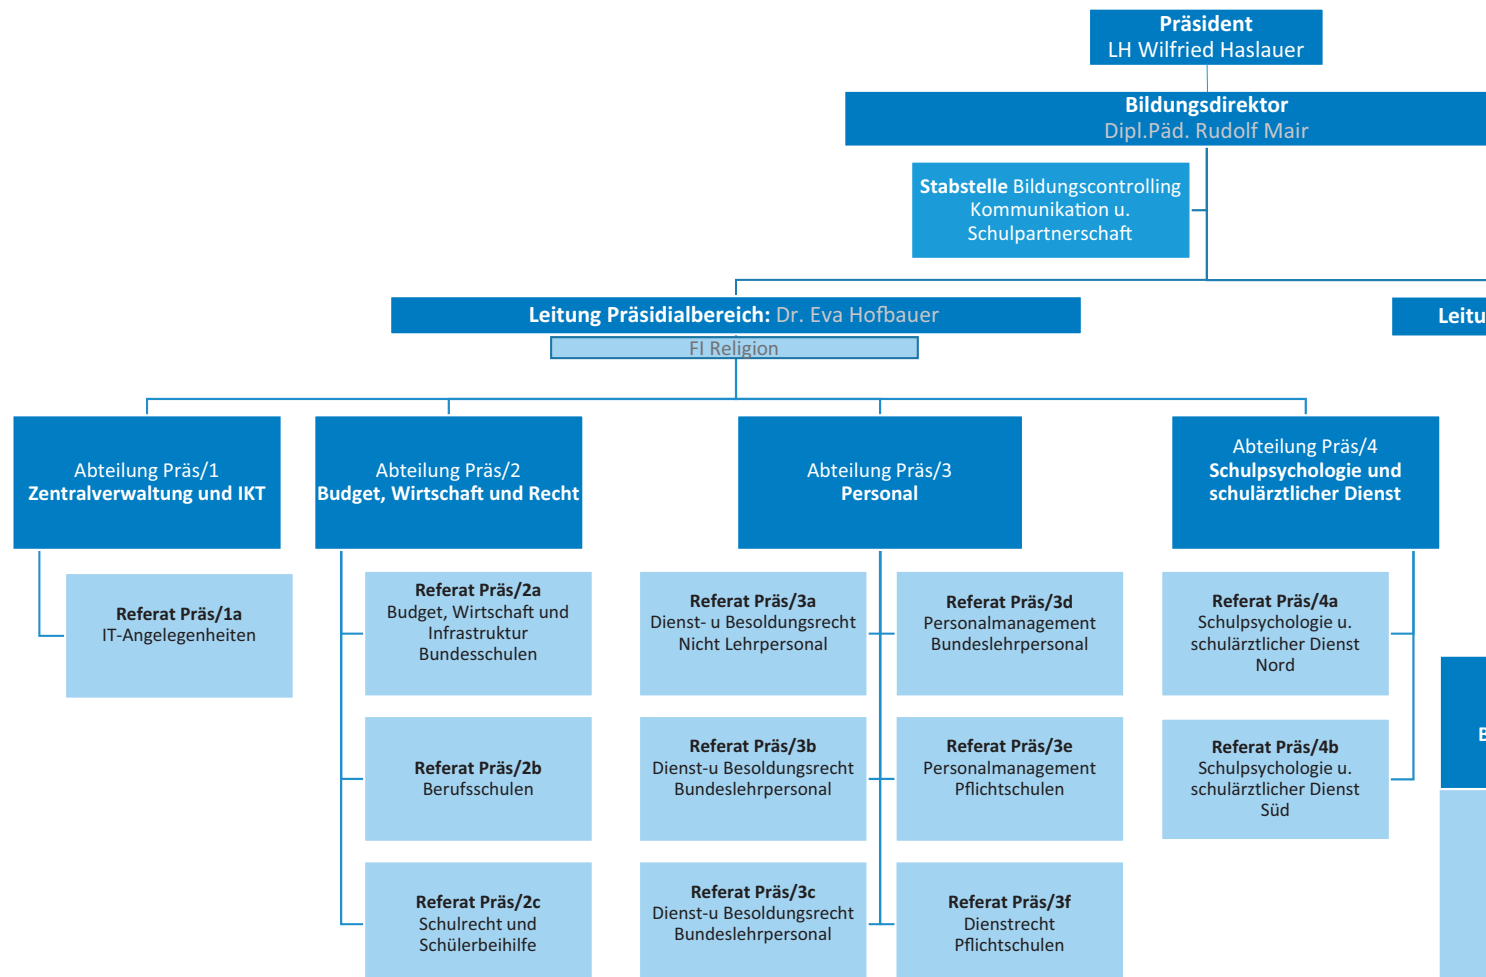 Präsident
LH Wilfried Haslauer
Bildungsdirektor
Dipl.Päd. Rudolf Mair
Stabstelle Bildungscontrolling
Kommunikation u.
Schulpartnerschaft
Leitung Präsidialbereich: Dr. Eva Hofbauer
Leitu
FI Religion
Abteilung Präs/1
Zentralverwaltung und IKT
Abteilung Präs/2
Budget, Wirtschaft und Recht
Abteilung Präs/3
Personal
Abteilung Präs/4
Schulpsychologie und
schulärztlicher Dienst
Referat Präs/1a
IT-Angelegenheiten
Referat Präs/2a
Budget, Wirtschaft und
Infrastruktur
Bundesschulen
Referat Präs/3a
Dienst- u Besoldungsrecht
Nicht Lehrpersonal
Referat Präs/3d
Personalmanagement
Bundeslehrpersonal
Referat Präs/4a
Schulpsychologie u.
schulärztlicher Dienst
Nord
Referat Präs/2b
Berufsschulen
Referat Präs/3b
Dienst-u Besoldungsrecht
Bundeslehrpersonal
Referat Präs/3e
Personalmanagement
Pflichtschulen
Referat Präs/4b
Schulpsychologie u.
schulärztlicher Dienst
Süd
B
Referat Präs/2c
Schulrecht und
Schülerbeihilfe
Referat Präs/3c
Dienst-u Besoldungsrecht
Bundeslehrpersonal
Referat Präs/3f
Dienstrecht
Pflichtschulen